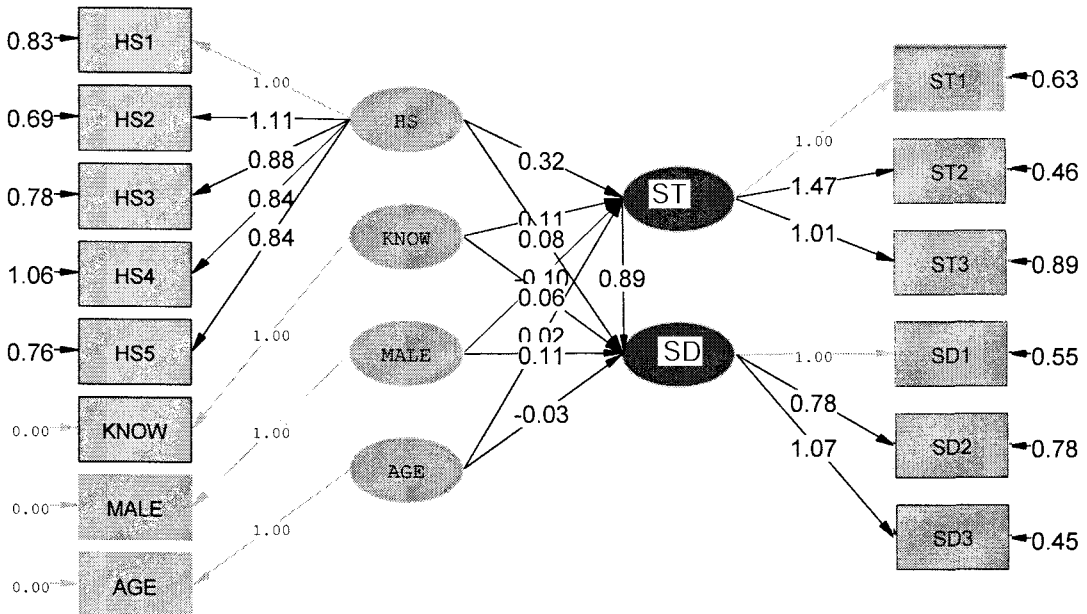 0.83 HS1
1.00
0.69 HS2
1.11
HS
0.88
0.78 HS3
0.84
0.84
1.06 HS4
0.76 HS5
KNOW
1.00
0.00 KNOW
MALE
1.00
0.00 MALE
AGE
1.00
0.00 AGE
0.32
0.11
0.08
-0.10
0.06
0.02
0.11
-0.03
ST
0.89
SD
1.00
ST1 0.63
1.47
ST2 0.46
1.01
ST3 0.89
1.00
SD1 0.55
0.78
SD2 0.78
1.07
SD3 0.45